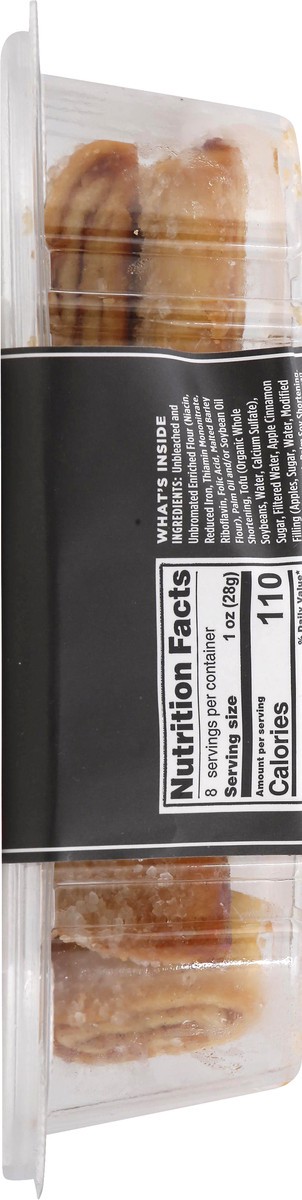 WHAT'S INSIDE
INGREDIENTS: Unbleached and
Unbromated Enriched Flour (Niacin,
Reduced Iron, Thiamin Mononitrate,
Riboflavin, Folic Acid, Malted Barley
Flour), Palm Oil and/or Soybean Oil
Shortening, Tofu (Organic Whole
Soybeans, Water, Calcium Sulfate),
Sugar, Filtered Water, Apple Cinnamon
Filling (Apples, Sugar, Water, Modified
Nutrition Facts
8 servings per container
Serving size 1 oz (28g)
Amount per serving
Calories 110
% Daily Value*